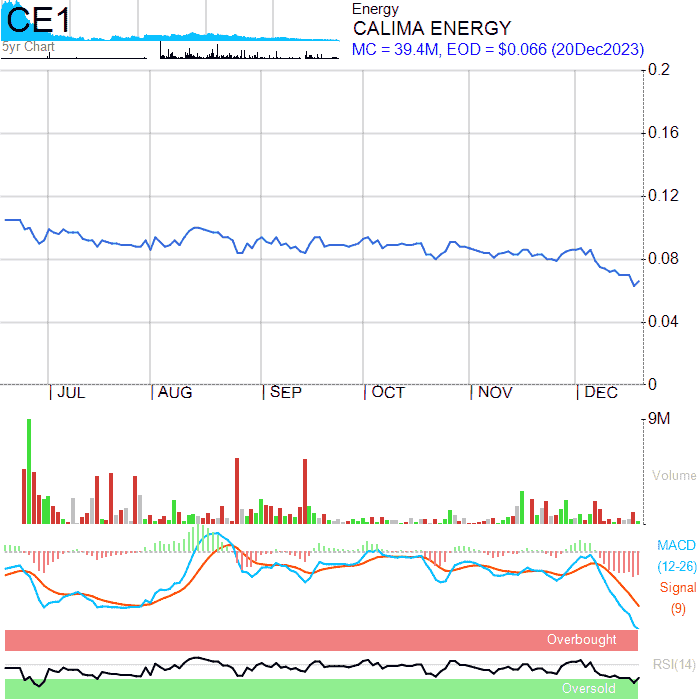 CE1
5yr Chart
Energy
CALIMA ENERGY
MC = 39.4M, EOD = $0.066 (20Dec2023)
0.2
0.16
0.12
0.08
0.04
0
JUL AUG SEP OCT NOV DEC
9M
Volume
MACD
(12-26)
Signal
(9)
Overbought
RSI(14)
Oversold